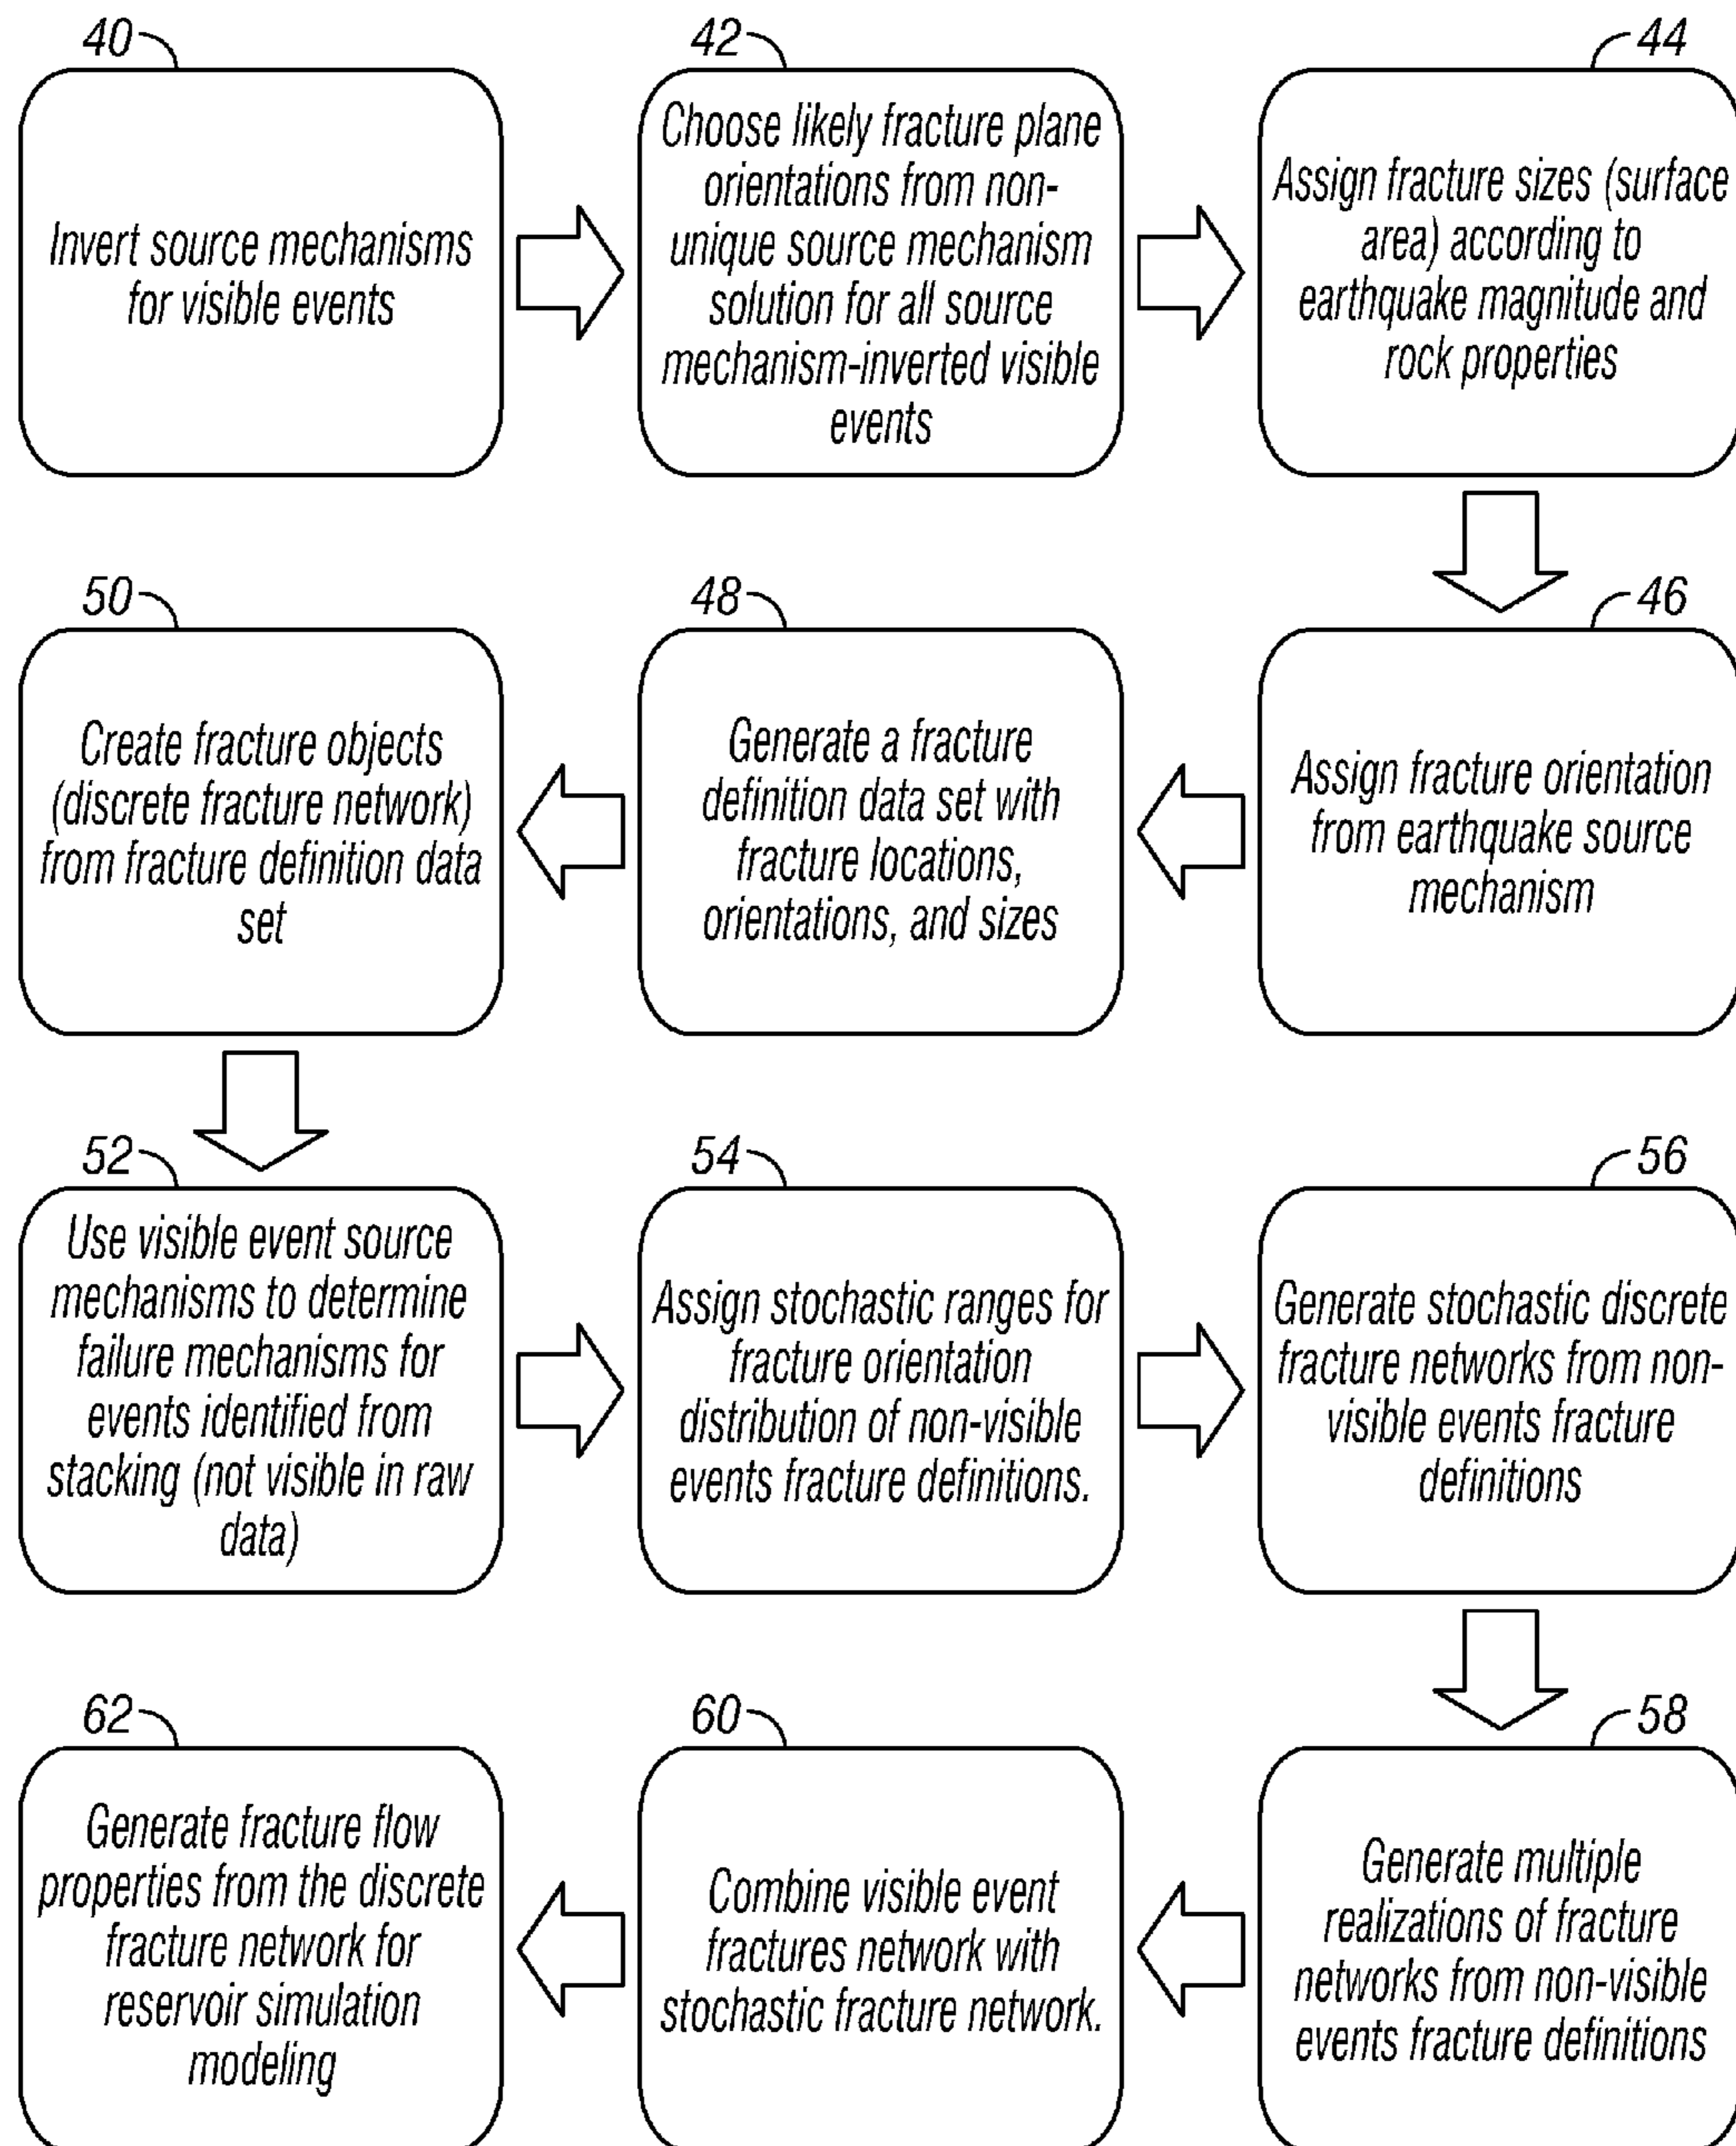 40
Invert source mechanisms
for visible events
42
Choose likely fracture plane
orientations from non-
unique source mechanism
solution for all source
mechanism-inverted visible
events
44
Assign fracture sizes (surface
area) according to
earthquake magnitude and
rock properties
46
Assign fracture orientation
from earthquake source
mechanism
48
Generate a fracture
definition data set with
fracture locations,
orientations, and sizes
50
Create fracture objects
(discrete fracture network)
from fracture definition data
set
52
Use visible event source
mechanisms to determine
failure mechanisms for
events identified from
stacking (not visible in raw
data)
54
Assign stochastic ranges for
fracture orientation
distribution of non-visible
events fracture definitions.
56
Generate stochastic discrete
fracture networks from non-
visible events fracture
definitions
58
Generate multiple
realizations of fracture
networks from non-visible
events fracture definitions
60
Combine visible event
fractures network with
stochastic fracture network.
62
Generate fracture flow
properties from the discrete
fracture network for
reservoir simulation
modeling